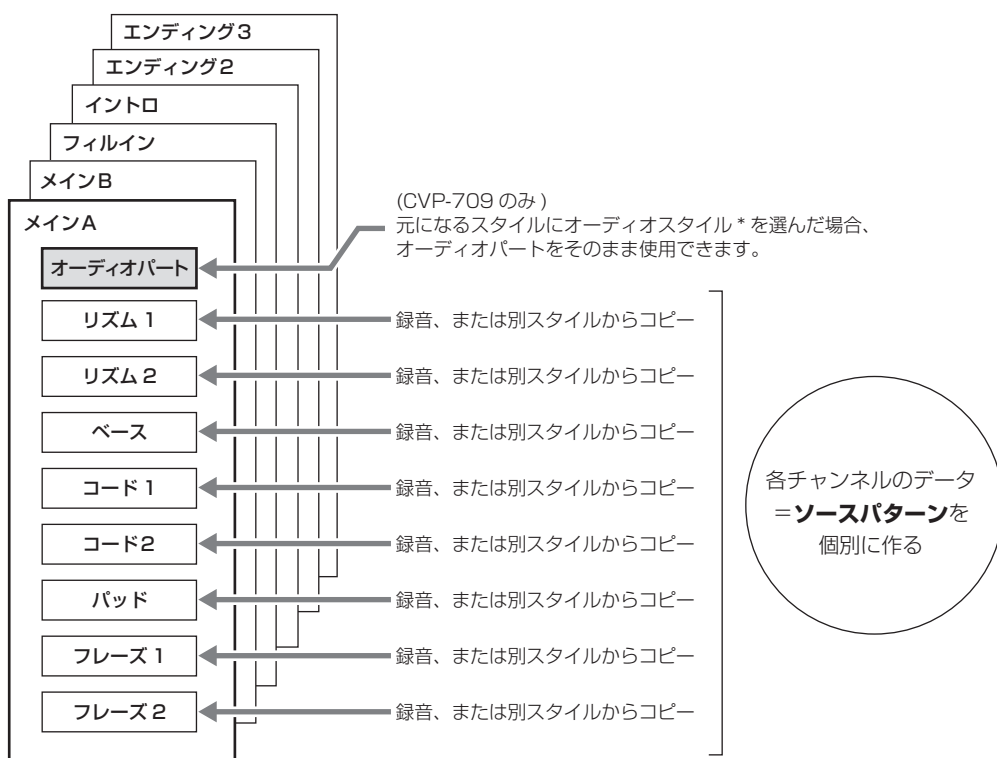 エンディング3
エンディング2
イントロ
フィルイン
メインB
メインA
(CVP-709 のみ )
元になるスタイルにオーディオスタイル * を選んだ場合、
オーディオパートをそのまま使用できます。
オーディオパート
リズム 1
録音、または別スタイルからコピー
リズム 2
録音、または別スタイルからコピー
ベース
録音、または別スタイルからコピー
コード 1
録音、または別スタイルからコピー
コード2
録音、または別スタイルからコピー
パッド
録音、または別スタイルからコピー
フレーズ 1
録音、または別スタイルからコピー
フレーズ 2
録音、または別スタイルからコピー
各チャンネルのデータ
=ソースパターンを
個別に作る